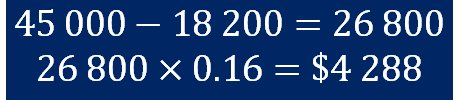 45 000 − 18 200 = 26 800
26 800 × 0.16 = $4 288